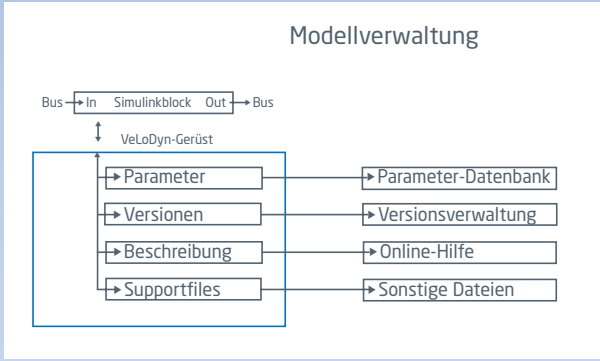 Modellverwaltung
Bus In Simulinkblock Out Bus
VeLoDyn-Gerüst
Parameter Parameter-Datenbank
Versionen Versionsverwaltung
Beschreibung Online-Hilfe
Supportfiles Sonstige Dateien